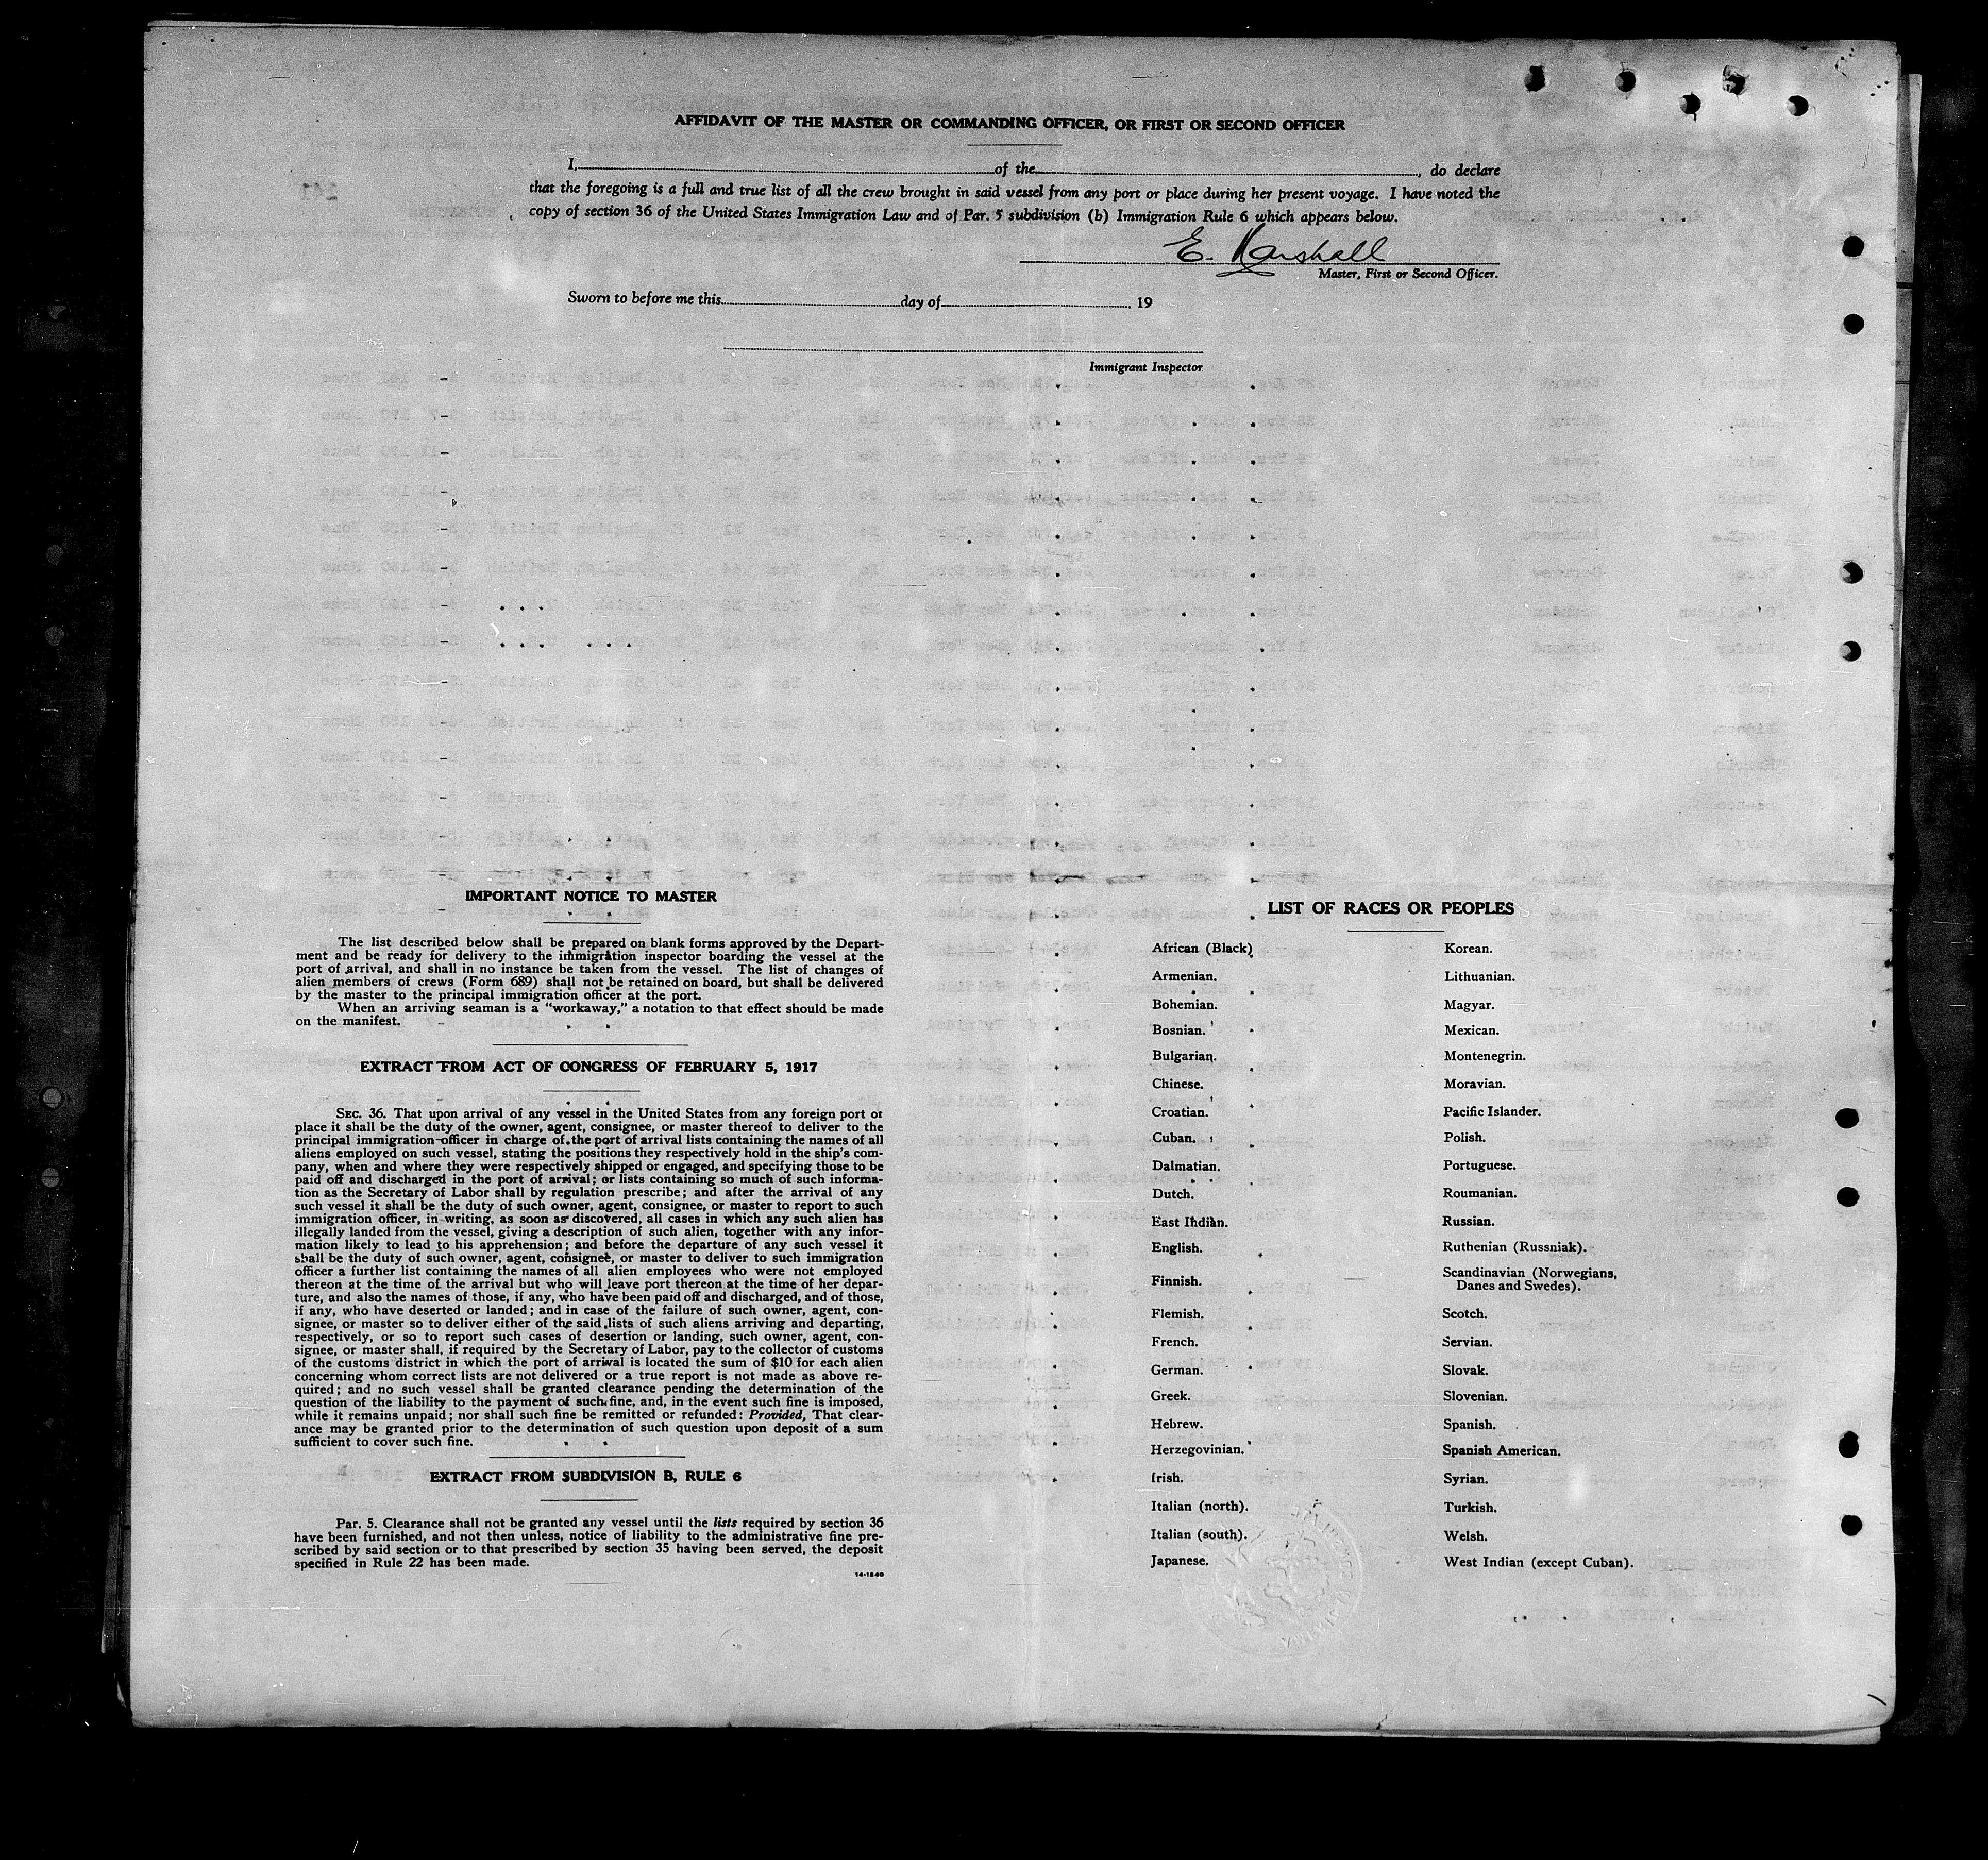 AFFIDAVIT OF THE MASTER OR COMMANDING OFFICER, OR FIRST OR SECOND OFFICER
I, of the , do declare
that the foregoing is a full and true list of all the crew brought in said vessel from any port or place during her present voyage. I have noted the
copy of section 36 of the United States Immigration Law and of Par. 5 subdivision (b) Immigration Rule 6 which appears below.
E. Marshall
Master, First or Second Officer.
Sworn to before me this day of , 19
Immigrant Inspector
IMPORTANT NOTICE TO MASTER
The list described below shall be prepared on blank forms approved by the Depart-
ment and be ready for delivery to the immigration inspector boarding the vessel at the
port of arrival, and shall in no instance be taken from the vessel. The list of changes of
alien members of crews (Form 689) shall not be retained on board, but shall be delivered
by the master to the principal immigration officer at the port.
When an arriving seaman is a "workaway," a notation to that effect should be made
on the manifest.
EXTRACT FROM ACT OF CONGRESS OF FEBRUARY 5, 1917
SEC. 36. That upon arrival of any vessel in the United States from any foreign port or
place it shall be the duty of the owner, agent, consignee, or master thereof to deliver to the
principal immigration officer in charge of the port of arrival lists containing the names of all
aliens employed on such vessel, stating the positions they respectively hold in the ship's com-
pany, when and where they were respectively shipped or engaged, and specifying those to be
paid off and discharged in the port of arrival; or lists containing so much of such informa-
tion as the Secretary of Labor shall by regulation prescribe; and after the arrival of any
such vessel it shall be the duty of such owner, agent, consignee, or master to report to such
immigration officer, in writing, as soon as discovered, all cases in which any such alien has
illegally landed from the vessel, giving a description of such alien, together with any infor-
mation likely to lead to his apprehension; and before the departure of any such vessel it
shall be the duty of such owner, agent, consignee, or master to deliver to such immigration
officer a further list containing the names of all alien employees who were not employed
thereon at the time of the arrival but who will leave port thereon at the time of her depar-
ture, and also the names of those, if any, who have been paid off and discharged, and of those,
if any, who have deserted or landed; and in case of the failure of such owner, agent, con-
signee, or master so to deliver either of the said lists of such aliens arriving and departing,
respectively, or so to report such cases of desertion or landing, such owner, agent, con-
signee, or master shall, if required by the Secretary of Labor, pay to the collector of customs
of the customs district in which the port of arrival is located the sum of $10 for each alien
concerning whom correct lists are not delivered or a true report is not made as above re-
quired; and no such vessel shall be granted clearance pending the determination of the
question of the liability to the payment of such fine, and, in the event such fine is imposed,
while it remains unpaid; nor shall such fine be remitted or refunded: Provided, That clear-
ance may be granted prior to the determination of such question upon deposit of a sum
sufficient to cover such fine.
EXTRACT FROM SUBDIVISION B, RULE 6
Par. 5. Clearance shall not be granted any vessel until the lists required by section 36
have been furnished, and not then unless, notice of liability to the administrative fine pre-
scribed by said section or to that prescribed by section 35 having been served, the deposit
specified in Rule 22 has been made.
14-1240
LIST OF RACES OR PEOPLES
African (Black)
Armenian.
Bohemian.
Bosnian.
Bulgarian.
Chinese.
Croatian.
Cuban.
Dalmatian.
Dutch.
East Indian.
English.
Finnish.
Flemish.
French.
German.
Greek.
Hebrew.
Herzegovinian.
Irish.
Italian (north).
Italian (south).
Japanese.
Korean.
Lithuanian.
Magyar.
Mexican.
Montenegrin.
Moravian.
Pacific Islander.
Polish.
Portuguese.
Roumanian.
Russian.
Ruthenian (Russniak).
Scandinavian (Norwegians,
Danes and Swedes).
Scotch.
Servian.
Slovak.
Slovenian.
Spanish.
Spanish American.
Syrian.
Turkish.
Welsh.
West Indian (except Cuban).